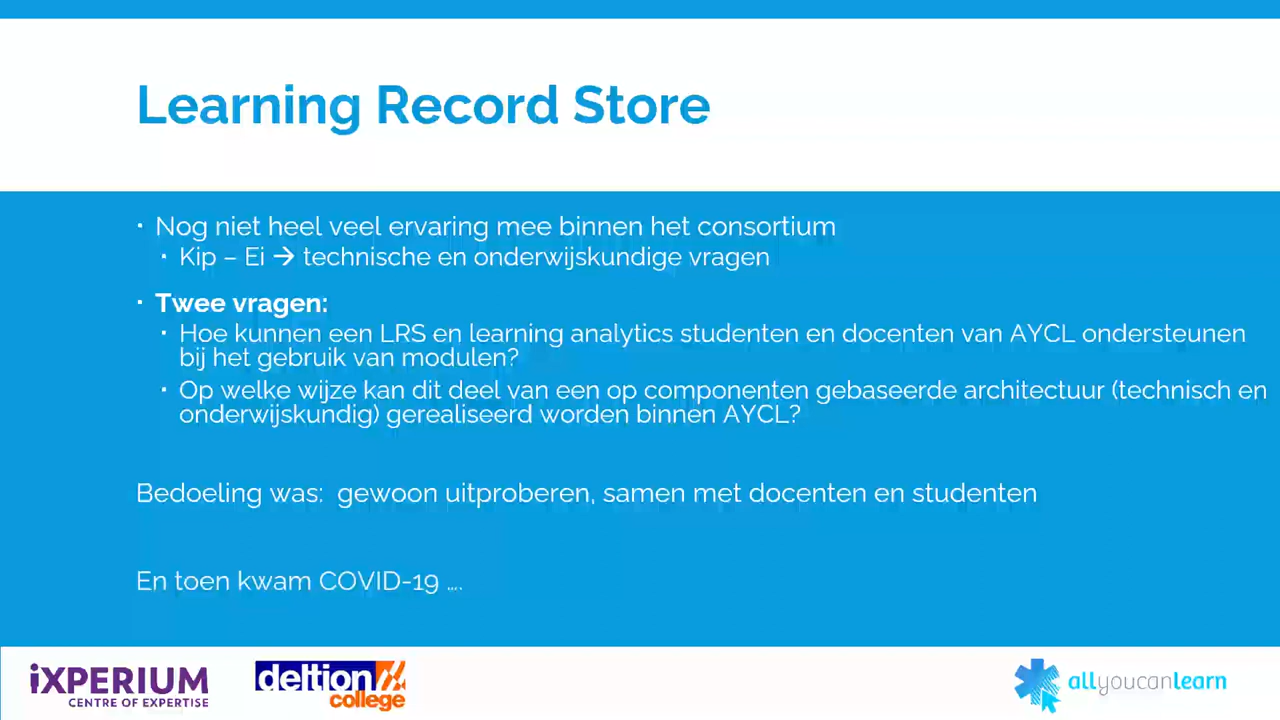 Learning Record Store
· Nog niet heel veel ervaring mee binnen het consortium
· Kip – Ei → technische en onderwijskundige vragen
· Twee vragen:
· Hoe kunnen een LRS en learning analytics studenten en docenten van AYCL ondersteunen
bij het gebruik van modulen?
· Op welke wijze kan dit deel van een op componenten gebaseerde architectuur (technisch en
onderwijskundig) gerealiseerd worden binnen AYCL?
Bedoeling was: gewoon uitproberen, samen met docenten en studenten
En toen kwam COVID-19 ....
iXPERIUM
CENTRE OF EXPERTISE
deltion
college
allyoucanlearn